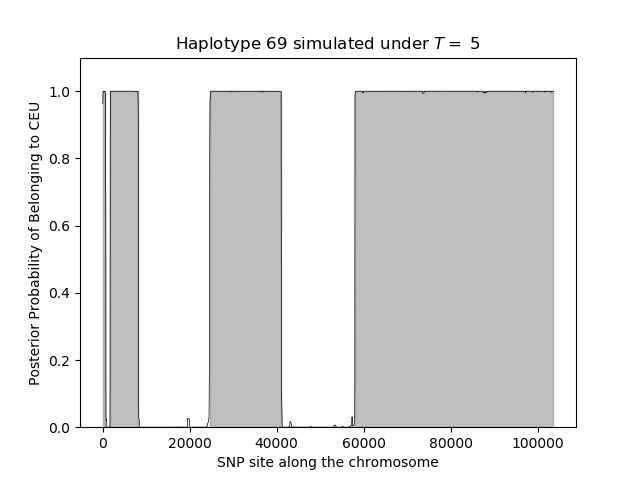 Haplotype 69 simulated under T = 5
Posterior Probability of Belonging to CEU
1.0
0.8
0.6
0.4
0.2
0.0
0 20000 40000 60000 80000 100000
SNP site along the chromosome